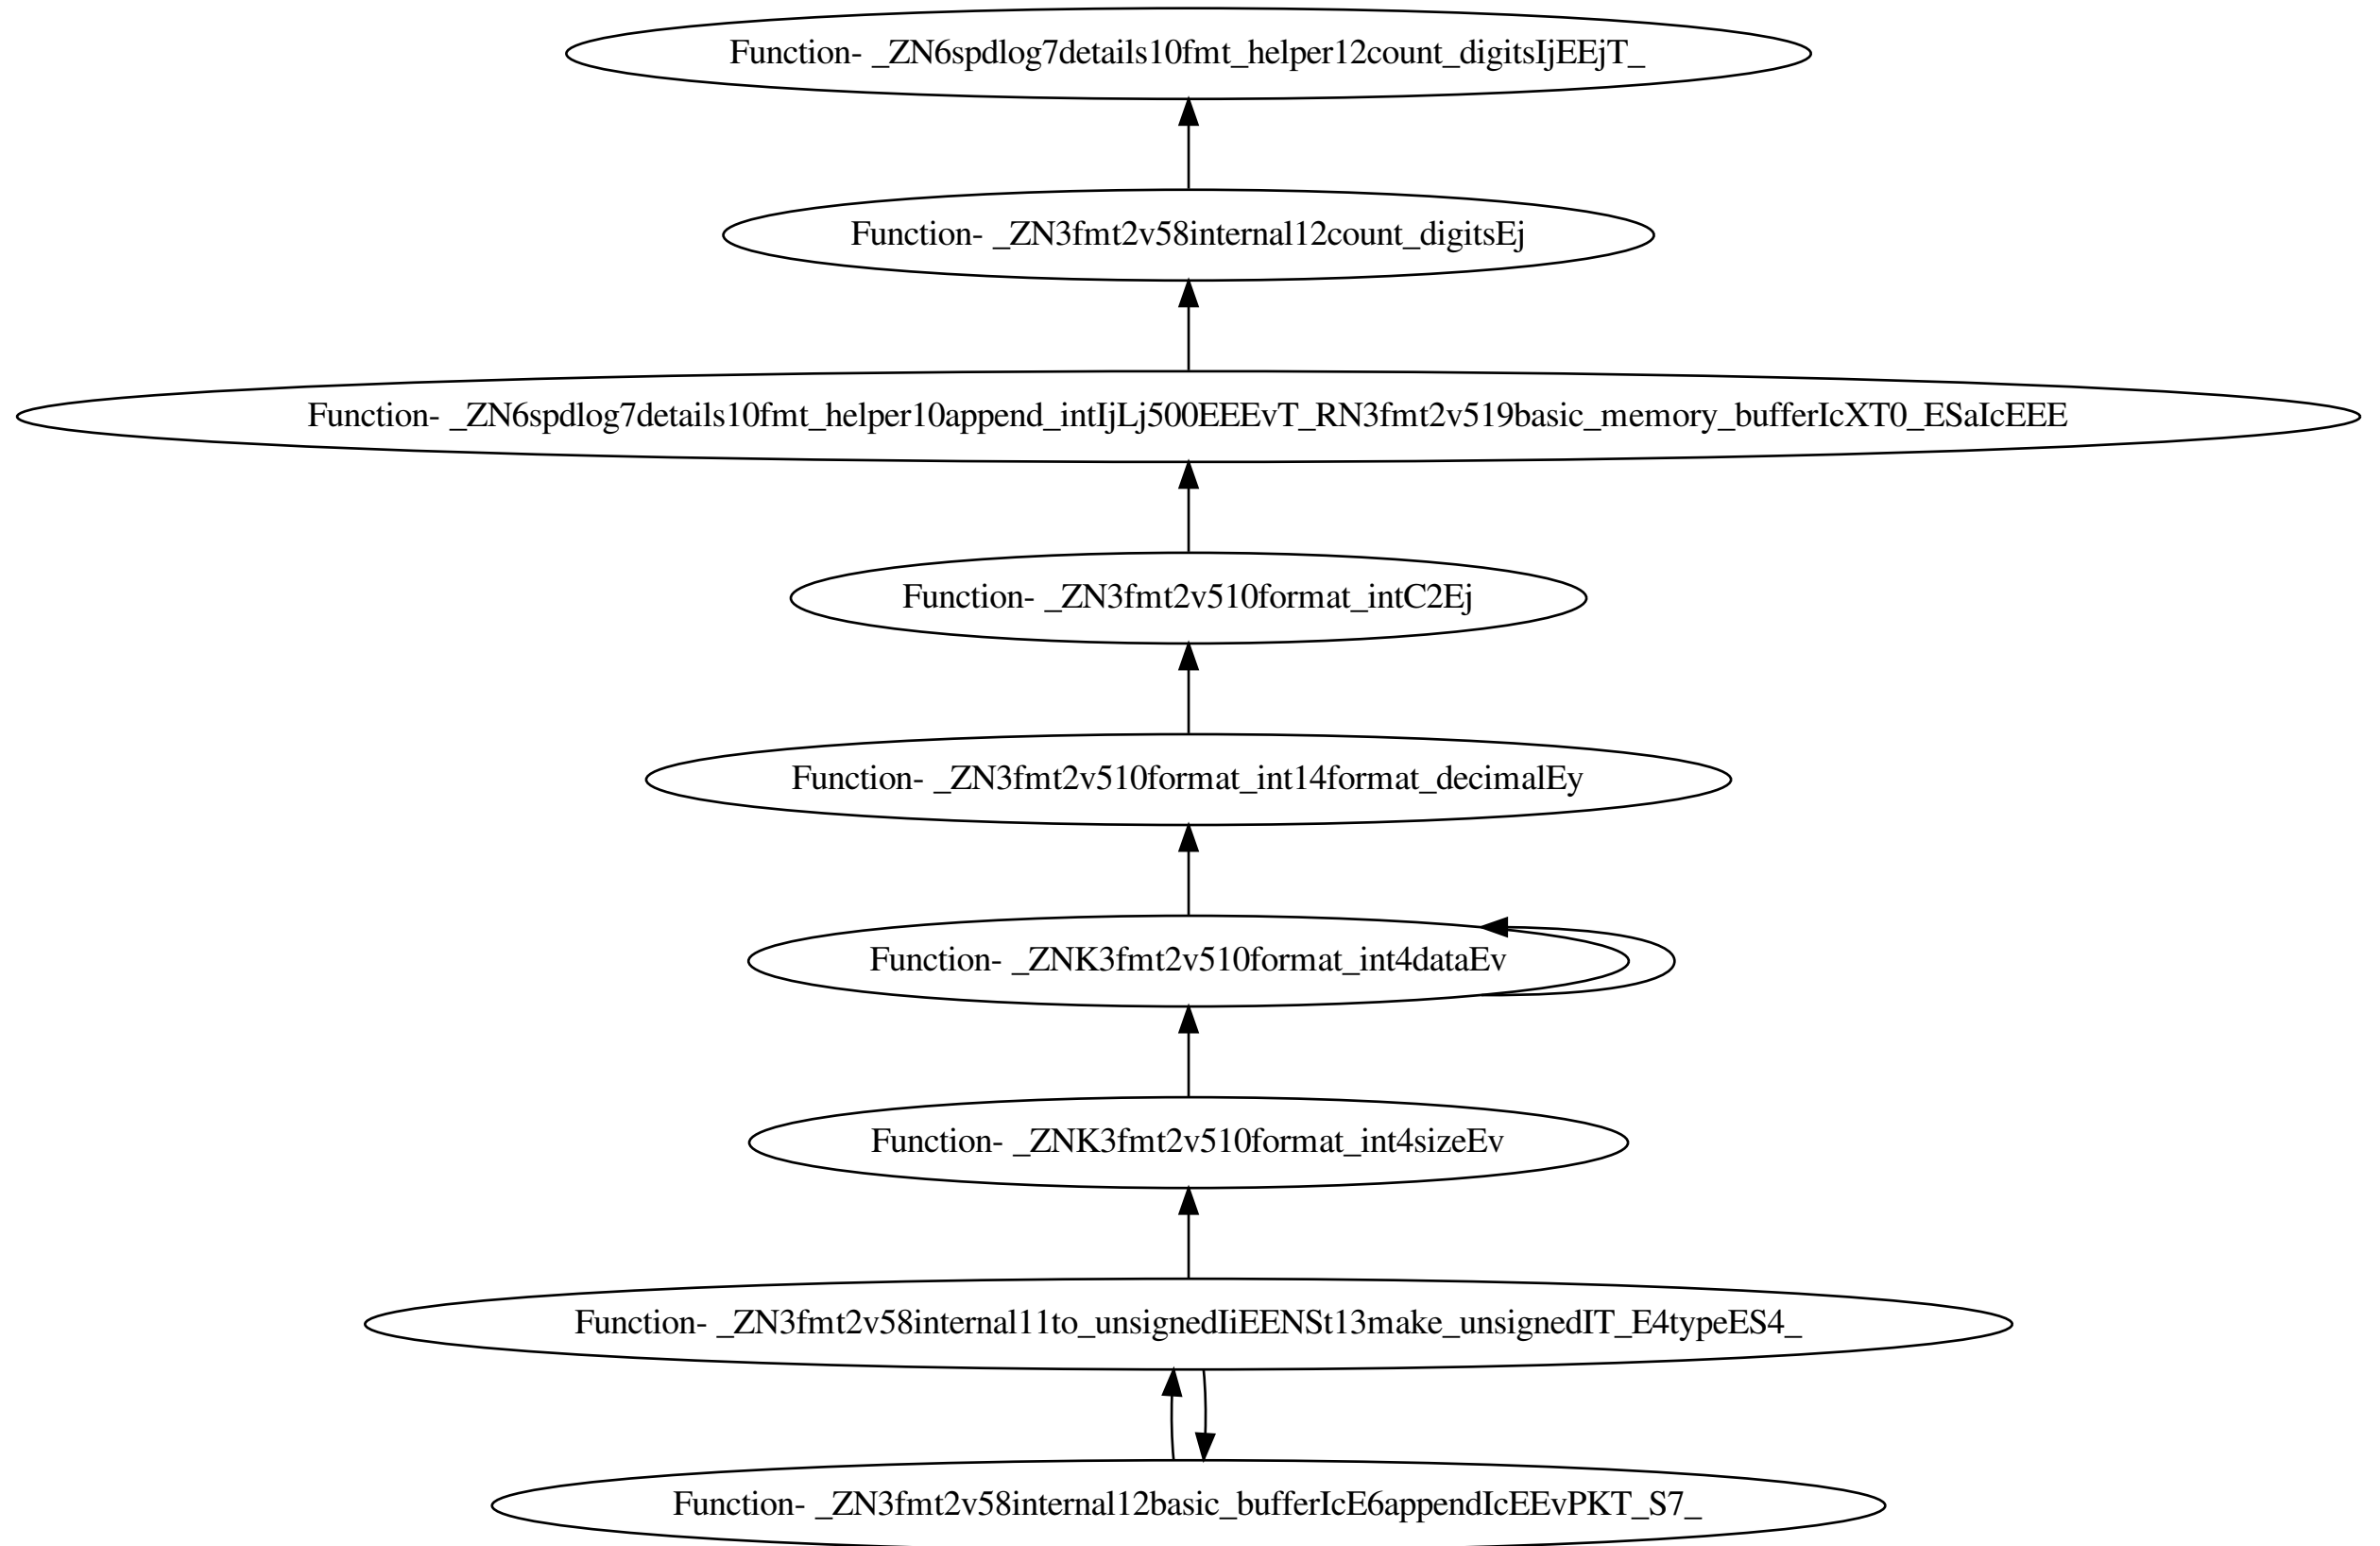 Function- _ZN6spdlog7details10fmt_helper12count_digitsIjEEjT_
Function- _ZN3fmt2v58internal12count_digitsEj
Function- _ZN6spdlog7details10fmt_helper10append_intIjLj500EEEvT_RN3fmt2v519basic_memory_bufferIcXT0_ESaIcEEE
Function- _ZN3fmt2v510format_intC2Ej
Function- _ZN3fmt2v510format_int14format_decimalEy
Function- _ZNK3fmt2v510format_int4dataEv
Function- _ZNK3fmt2v510format_int4sizeEv
Function- _ZN3fmt2v58internal11to_unsignedIiEENSt13make_unsignedIT_E4typeES4_
Function- _ZN3fmt2v58internal12basic_bufferIcE6appendIcEEvPKT_S7_